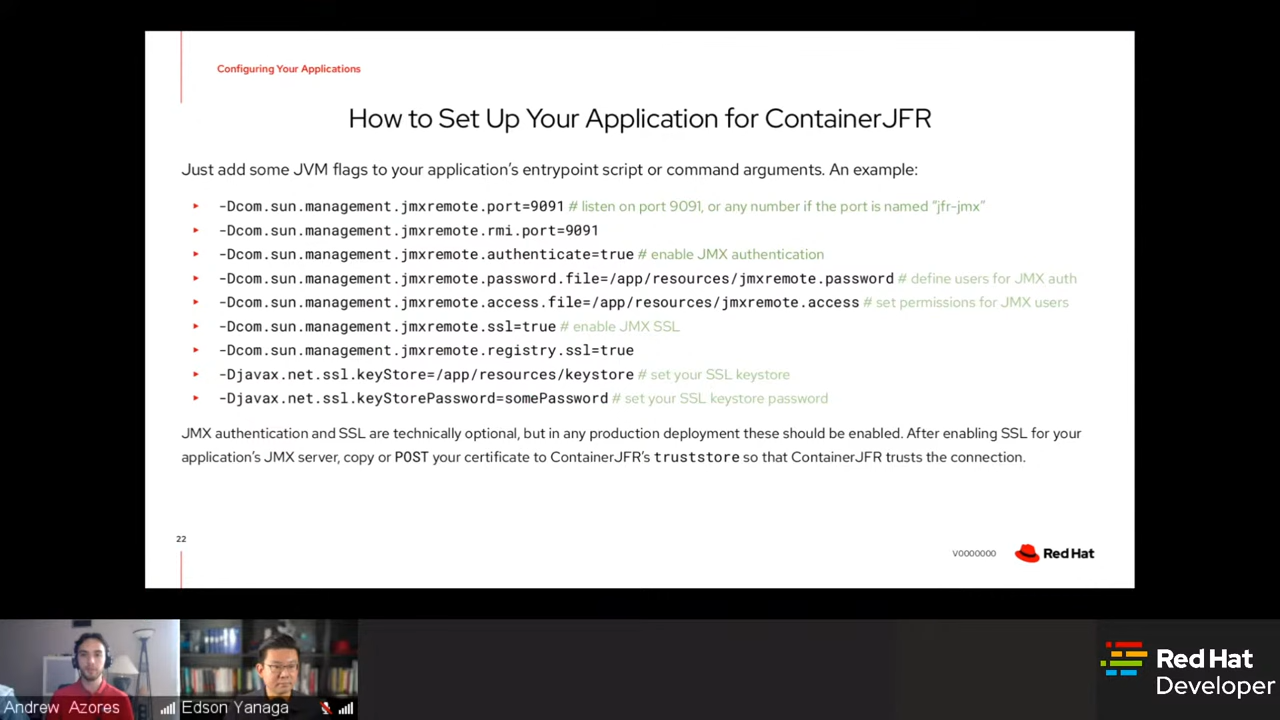 Configuring Your Applications
How to Set Up Your Application for ContainerJFR
Just add some JVM flags to your application's entrypoint script or command arguments. An example:
-Dcom.sun.management.jmxremote.port=9091 # listen on port 9091, or any number if the port is named "jfr-jmx"
-Dcom.sun.management.jmxremote.rmi.port=9091
-Dcom.sun.management.jmxremote.authenticate=true # enable JMX authentication
-Dcom.sun.management.jmxremote.password.file=/app/resources/jmxremote.password # define users for JMX auth
-Dcom.sun.management.jmxremote.access.file=/app/resources/jmxremote.access # set permissions for JMX users
-Dcom.sun.management.jmxremote.ssl=true # enable JMX SSL
-Dcom.sun.management.jmxremote.registry.ssl=true
-Djavax.net.ssl.keyStore=/app/resources/keystore # set your SSL keystore
-Djavax.net.ssl.keyStorePassword=somePassword # set your SSL keystore password
JMX authentication and SSL are technically optional, but in any production deployment these should be enabled. After enabling SSL for your
application's JMX server, copy or POST your certificate to ContainerJFR's truststore so that ContainerJFR trusts the connection.
22
V0000000
Red Hat
Andrew Azores
Edson Yanaga
Red Hat
Developer